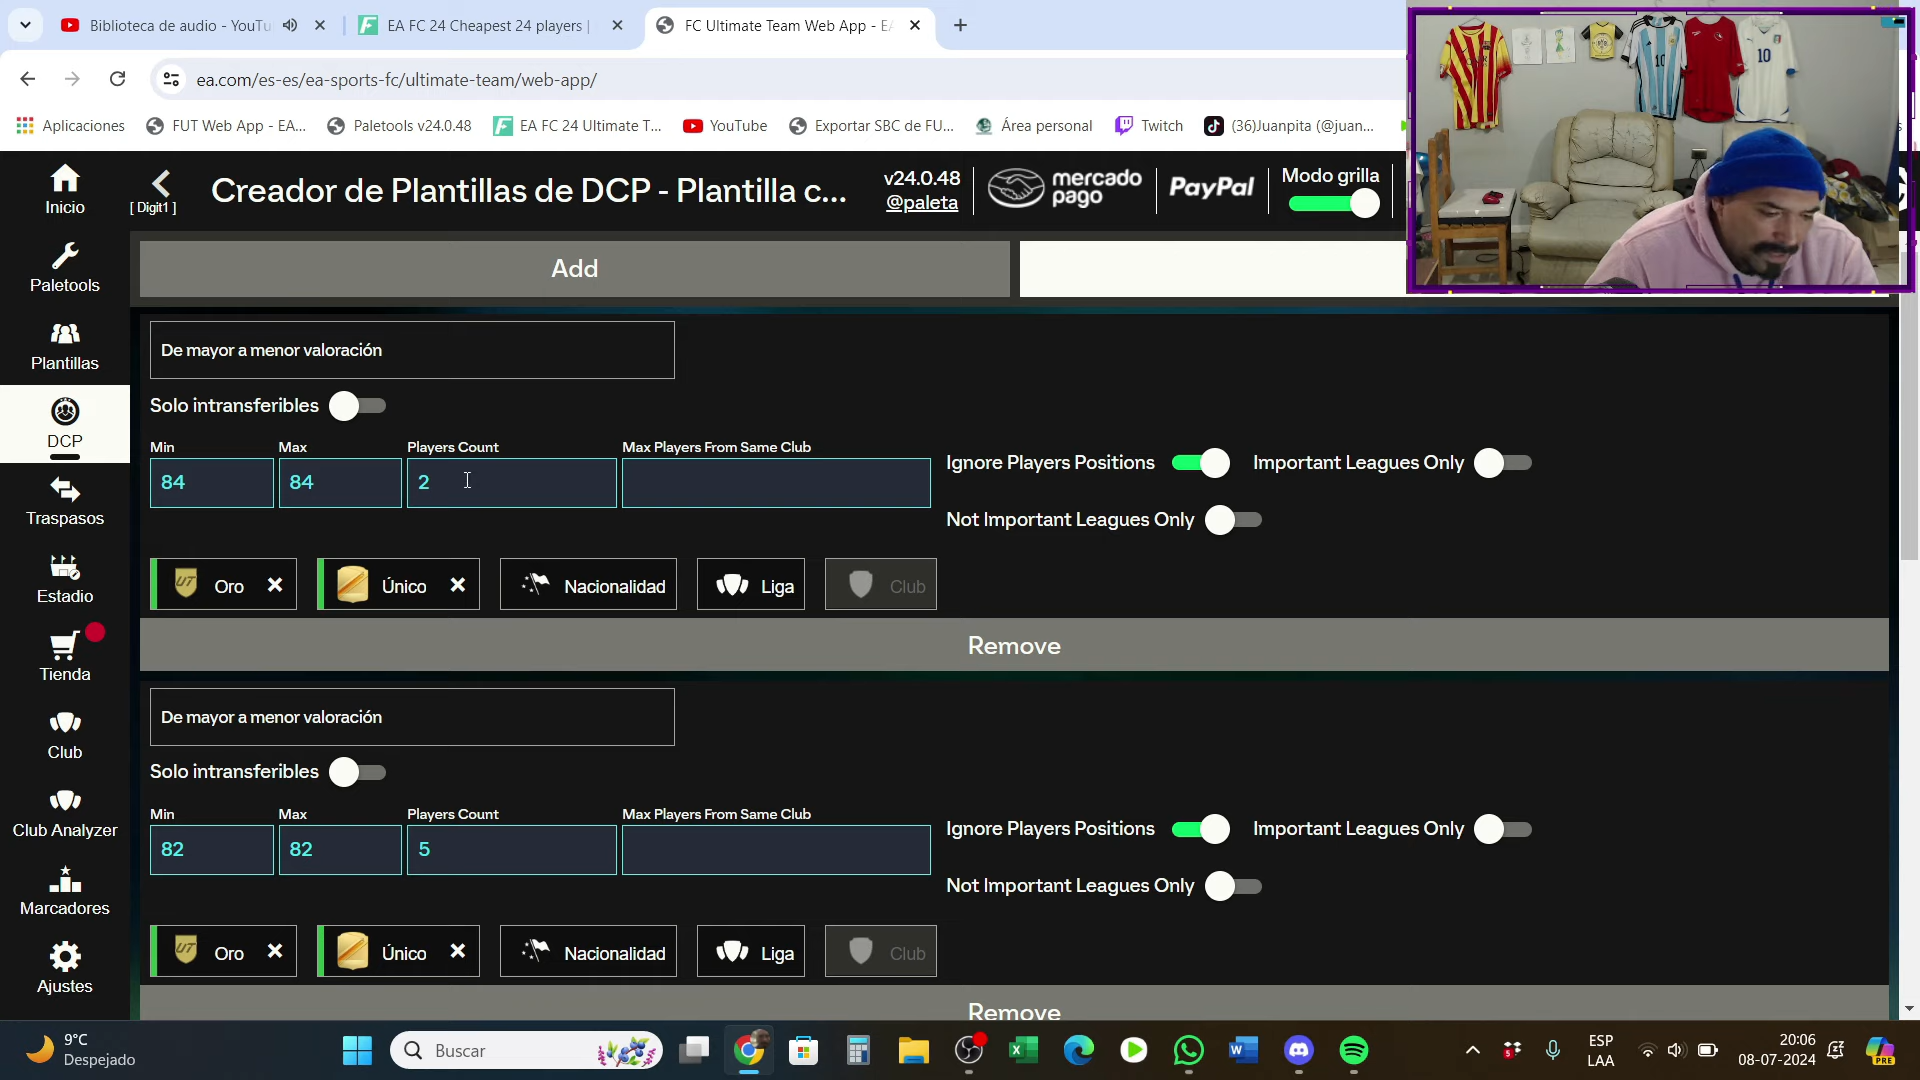 Biblioteca de audio - YouTu
EA FC 24 Cheapest 24 players |
FC Ultimate Team Web App - EA
ea.com/es-es/ea-sports-fc/ultimate-team/web-app/
Aplicaciones
FUT Web App - EA...
Paletools v24.0.48
EA FC 24 Ultimate T...
YouTube
Exportar SBC de FU...
Área personal
Twitch
(36)Juanpita (@juan...
Inicio
Paletools
Plantillas
DCP
Traspasos
Estadio
Tienda
Club
Club Analyzer
Marcadores
Ajustes
[ Digit1 ]
Creador de Plantillas de DCP - Plantilla c...
v24.0.48
@paleta
mercado
pago
PayPal
Modo grilla
10
10
Add
De mayor a menor valoración
Solo intransferibles
Min Max Players Count Max Players From Same Club
84 84 2
Ignore Players Positions
Important Leagues Only
Not Important Leagues Only
UT Oro
Único
Nacionalidad
Liga
Club
Remove
De mayor a menor valoración
Solo intransferibles
Min Max Players Count Max Players From Same Club
82 82 5
Ignore Players Positions
Important Leagues Only
Not Important Leagues Only
UT Oro
Único
Nacionalidad
Liga
Club
Remove
9°C
Despejado
Buscar
ESP
LAA
20:06
08-07-2024
PRE